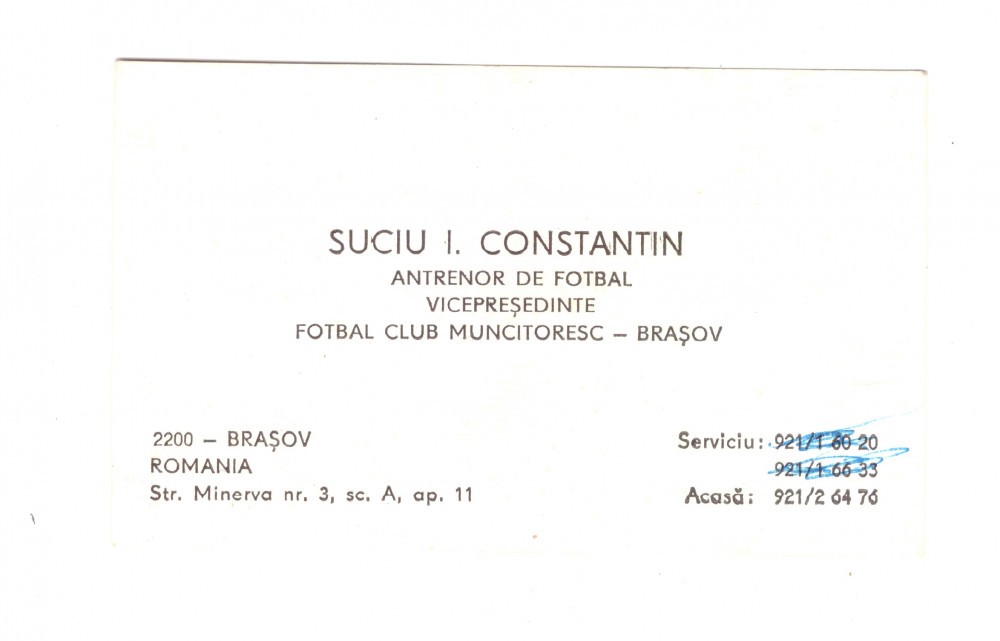 SUCIU I. CONSTANTIN
ANTRENOR DE FOTBAL
VICEPREȘEDINTE
FOTBAL CLUB MUNCITORESC – BRAȘOV
2200 – BRAȘOV
ROMANIA
Str. Minerva nr. 3, sc. A, ap. 11
Serviciu: 921/1 60 20
921/1 66 33
Acasă: 921/2 64 76